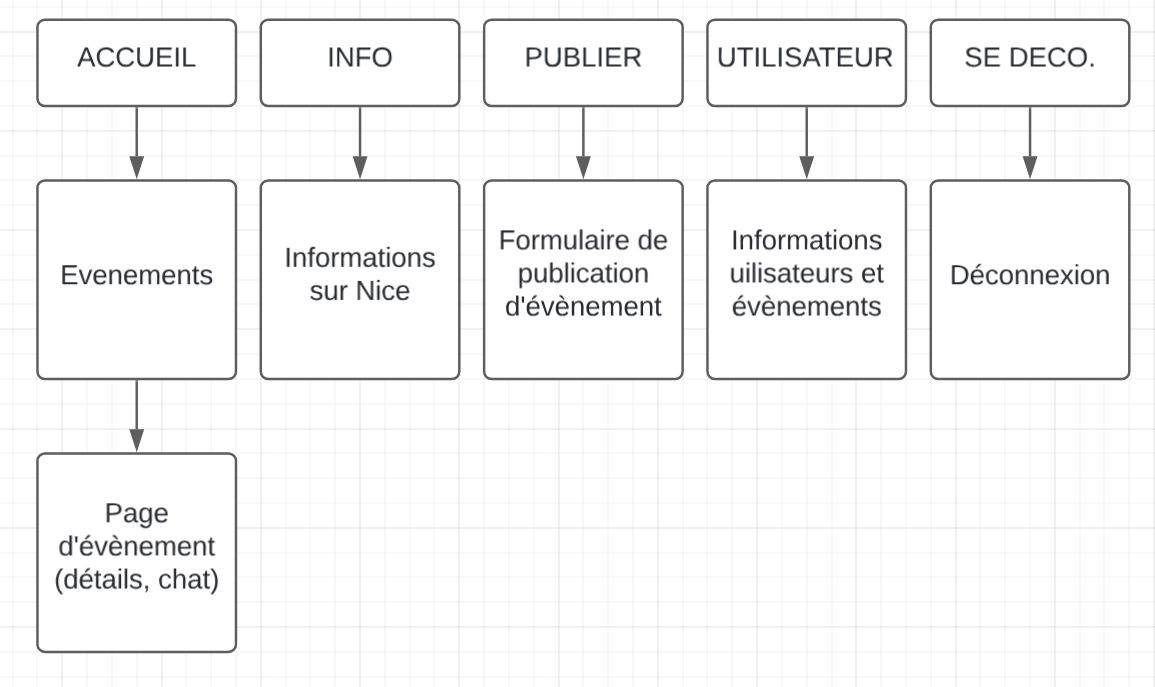 ACCUEIL
INFO
PUBLIER
UTILISATEUR
SE DECO.
Evenements
Informations
sur Nice
Formulaire de
publication
d'évènement
Informations
uilisateurs et
évènements
Déconnexion
Page
d'évènement
(détails, chat)